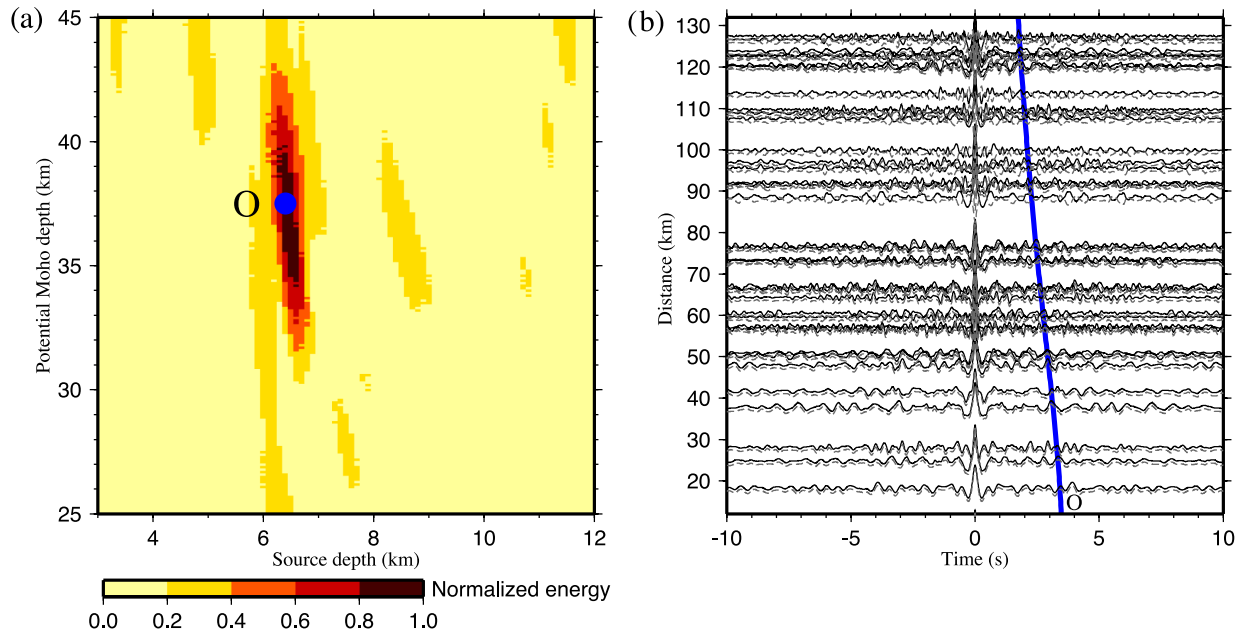 (a)
45
40
35
30
25
Potential Moho depth (km)
O
4 6 8 10 12
Source depth (km)
Normalized energy
0.0 0.2 0.4 0.6 0.8 1.0
(b)
130
120
110
100
90
80
70
60
50
40
30
20
Distance (km)
O
-10 -5 0 5 10
Time (s)